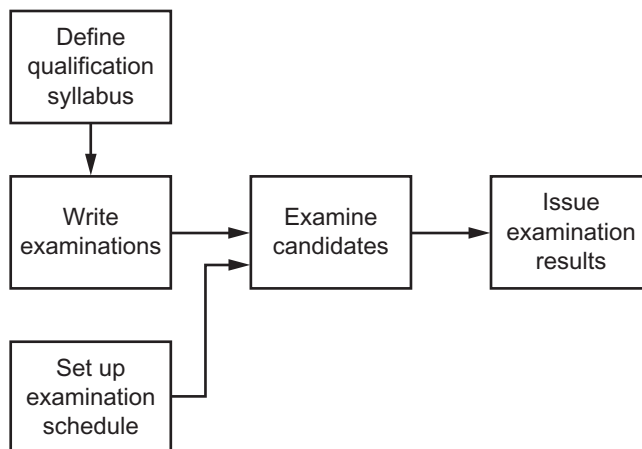 Define
qualification
syllabus
Write
examinations
Examine
candidates
Issue
examination
results
Set up
examination
schedule